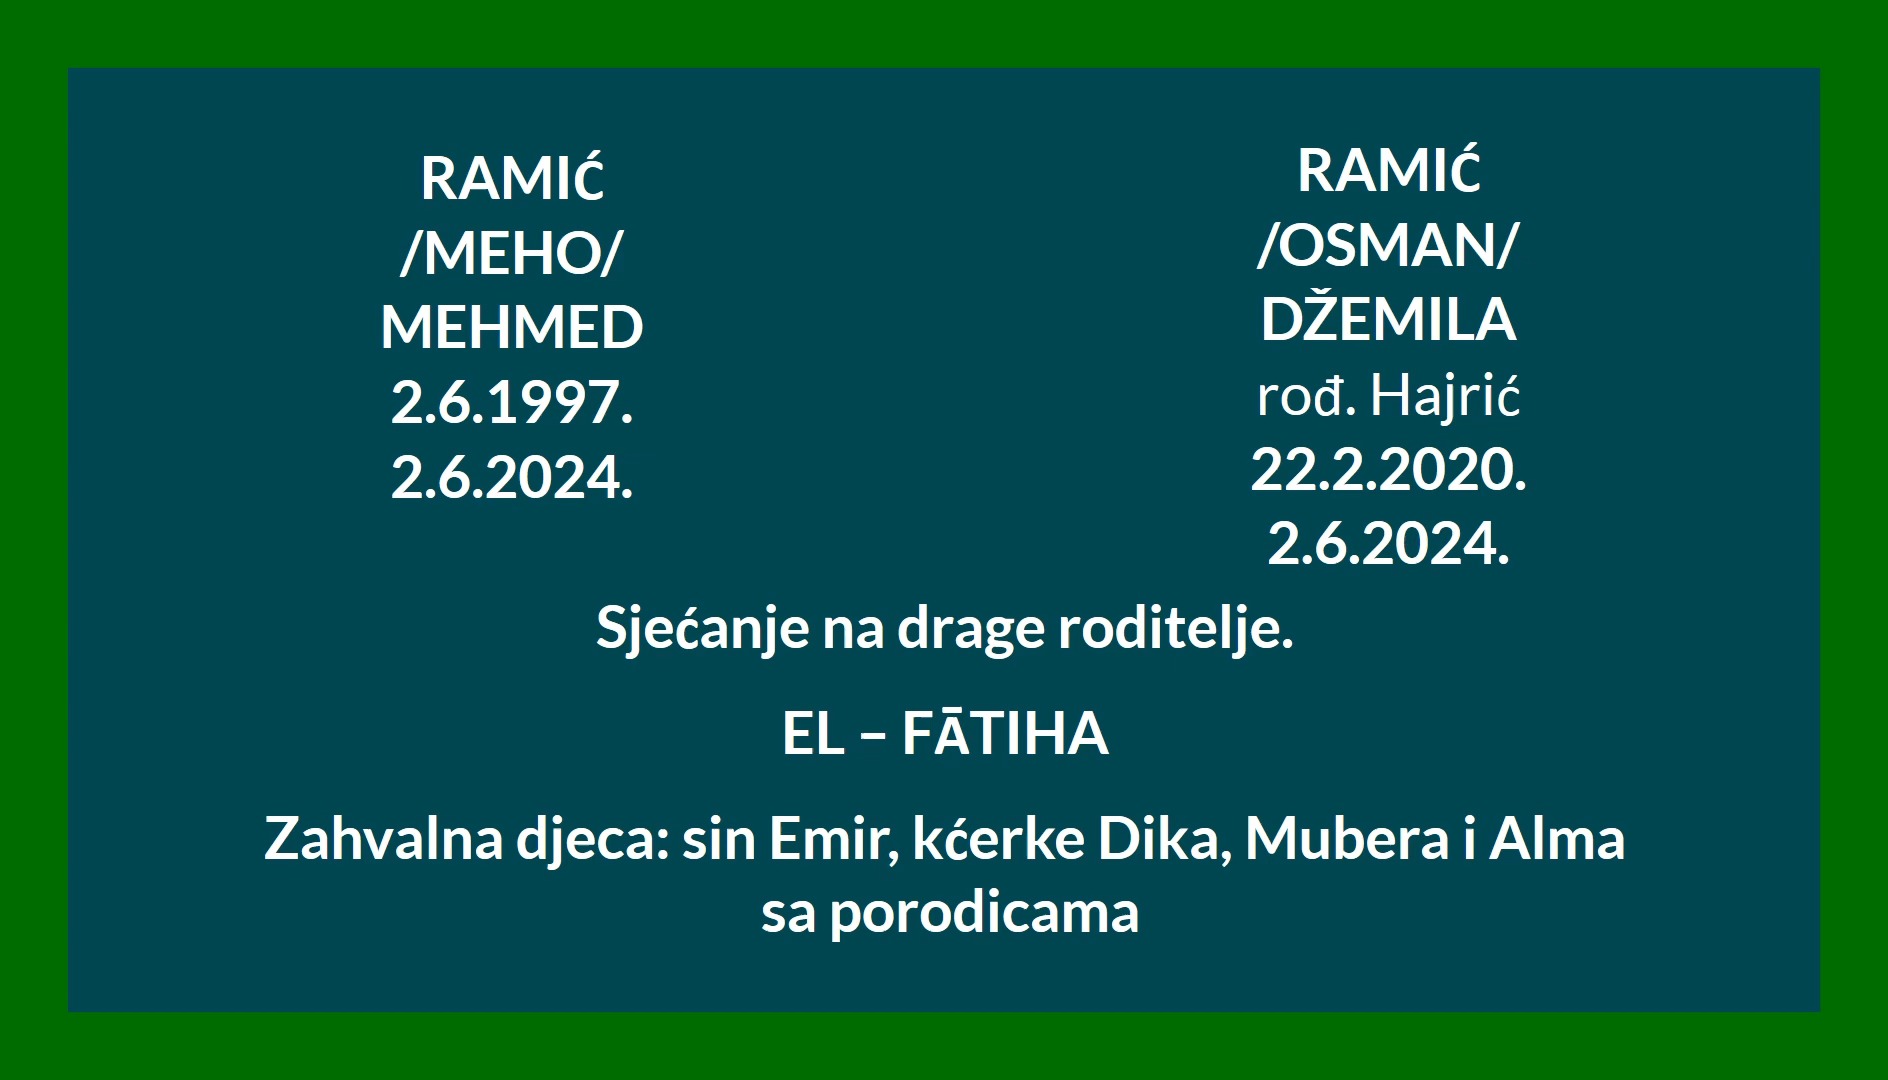 RAMIĆ
/MEHO/
MEHMED
2.6.1997.
2.6.2024.
RAMIĆ
/OSMAN/
DŽEMILA
rođ. Hajrić
22.2.2020.
2.6.2024.
Sjećanje na drage roditelje.
EL – FĀTIHA
Zahvalna djeca: sin Emir, kćerke Dika, Mubera i Alma
sa porodicama